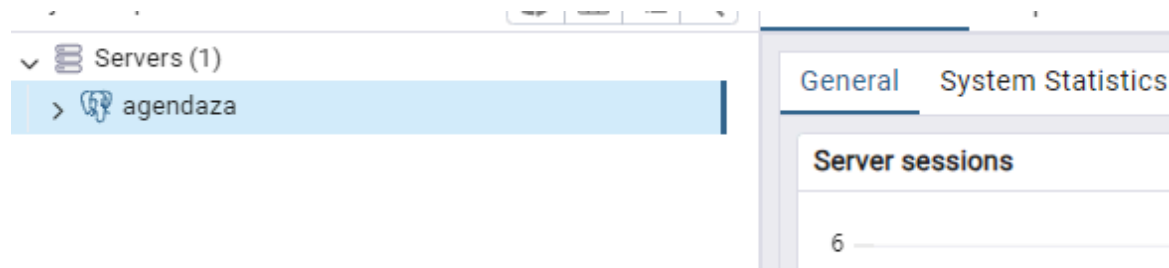 Servers (1)
agendaza
General System Statistics
Server sessions
6